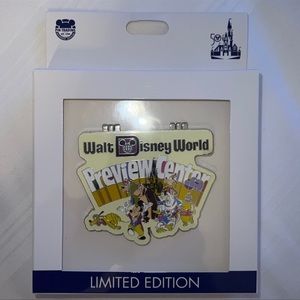 Walt Disney World
Preview Center
LIMITED EDITION